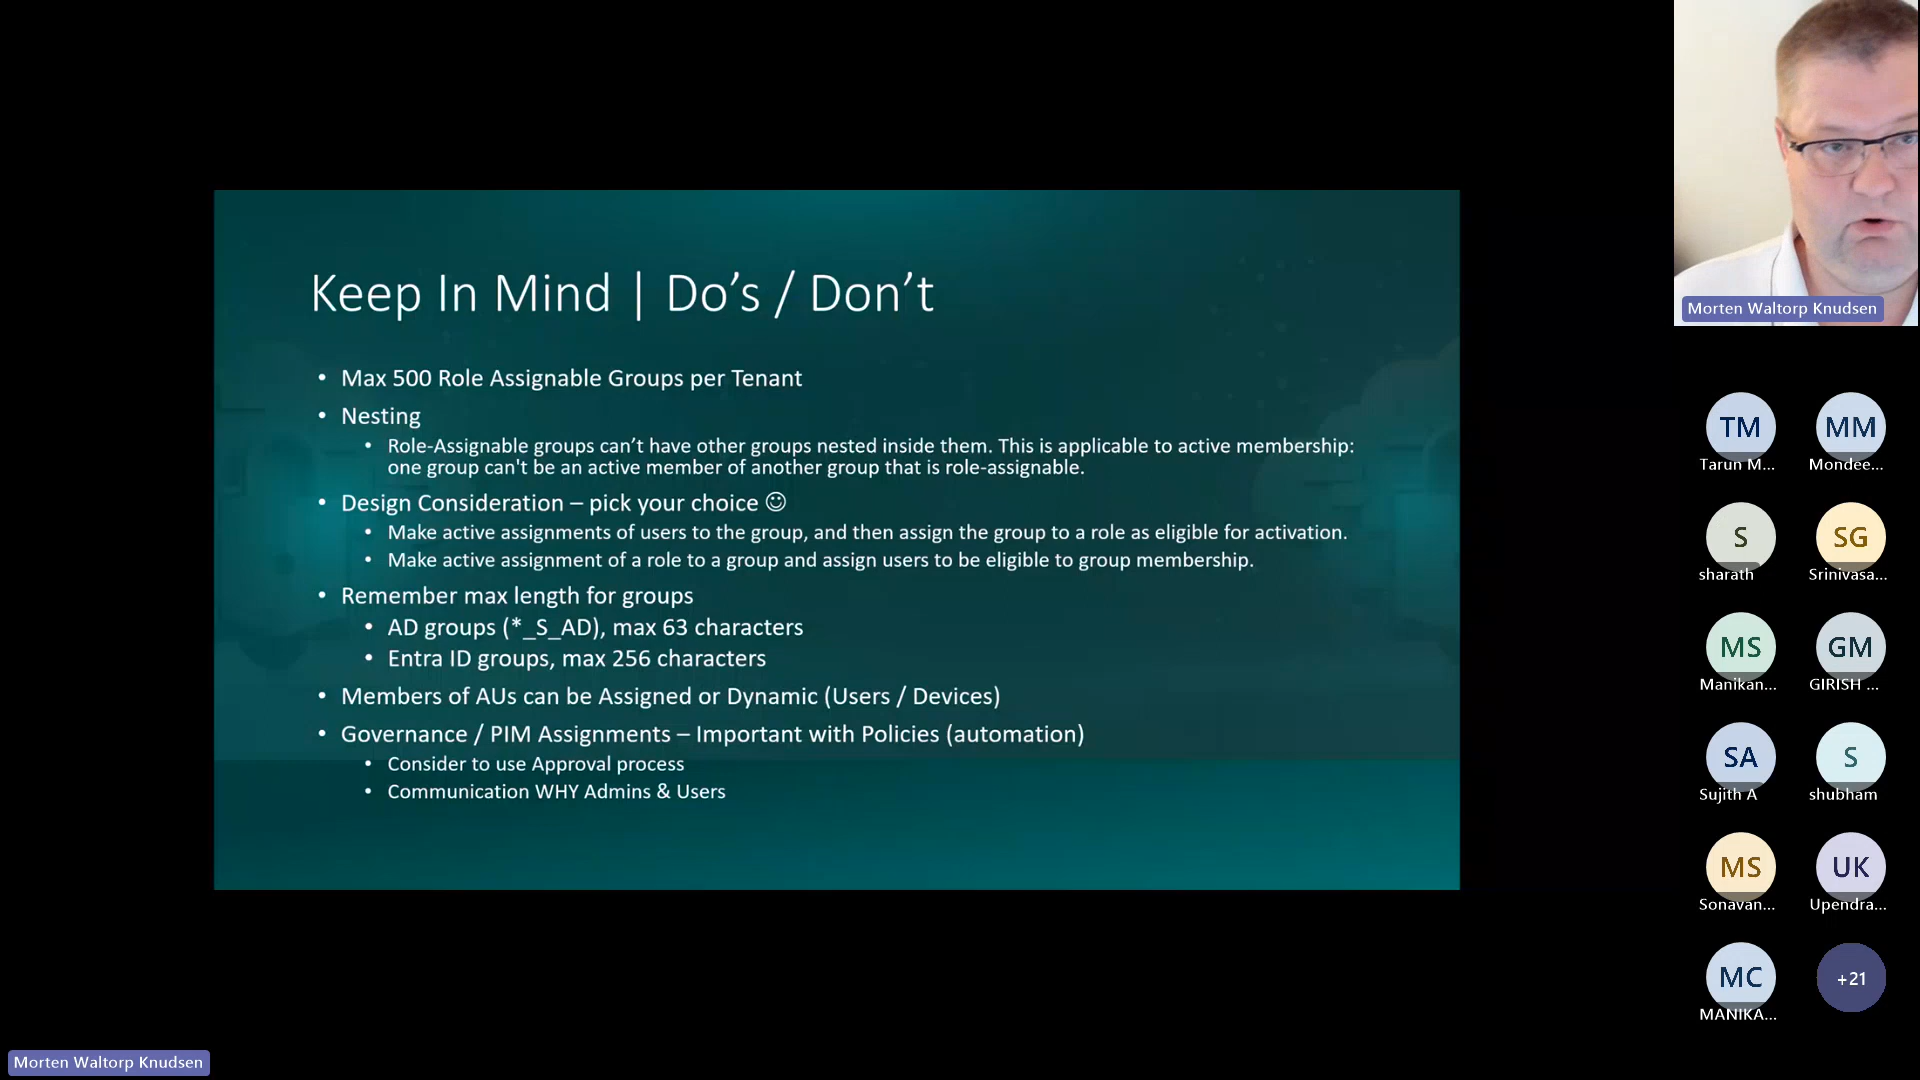 Keep In Mind | Do’s / Don’t
• Max 500 Role Assignable Groups per Tenant
• Nesting
• Role-Assignable groups can’t have other groups nested inside them. This is applicable to active membership:
one group can't be an active member of another group that is role-assignable.
• Design Consideration – pick your choice ☺
• Make active assignments of users to the group, and then assign the group to a role as eligible for activation.
• Make active assignment of a role to a group and assign users to be eligible to group membership.
• Remember max length for groups
• AD groups (*_S_AD), max 63 characters
• Entra ID groups, max 256 characters
• Members of AUs can be Assigned or Dynamic (Users / Devices)
• Governance / PIM Assignments – Important with Policies (automation)
• Consider to use Approval process
• Communication WHY Admins & Users
Morten Waltorp Knudsen
TM MM
Tarun M... Mondee...
S SG
sharath Srinivasa...
MS GM
Manikan... GIRISH ...
SA S
Sujith A shubham
MS UK
Sonavan... Upendra...
MC +21
MANIKA...
Morten Waltorp Knudsen